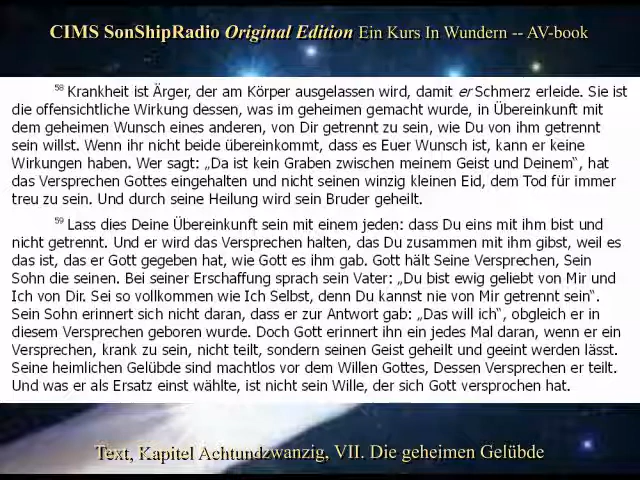 CIMS SonShipRadio Original Edition Ein Kurs In Wundern -- AV-book
58 Krankheit ist Ärger, der am Körper ausgelassen wird, damit er Schmerz erleide. Sie ist
die offensichtliche Wirkung dessen, was im geheimen gemacht wurde, in Übereinkunft mit
dem geheimen Wunsch eines anderen, von Dir getrennt zu sein, wie Du von ihm getrennt
sein willst. Wenn ihr nicht beide übereinkommt, dass es Euer Wunsch ist, kann er keine
Wirkungen haben. Wer sagt: „Da ist kein Graben zwischen meinem Geist und Deinem“, hat
das Versprechen Gottes eingehalten und nicht seinen winzig kleinen Eid, dem Tod für immer
treu zu sein. Und durch seine Heilung wird sein Bruder geheilt.
59 Lass dies Deine Übereinkunft sein mit einem jeden: dass Du eins mit ihm bist und
nicht getrennt. Und er wird das Versprechen halten, das Du zusammen mit ihm gibst, weil es
das ist, das er Gott gegeben hat, wie Gott es ihm gab. Gott hält Seine Versprechen, Sein
Sohn die seinen. Bei seiner Erschaffung sprach sein Vater: „Du bist ewig geliebt von Mir und
Ich von Dir. Sei so vollkommen wie Ich Selbst, denn Du kannst nie von Mir getrennt sein“.
Sein Sohn erinnert sich nicht daran, dass er zur Antwort gab: „Das will ich“, obgleich er in
diesem Versprechen geboren wurde. Doch Gott erinnert ihn ein jedes Mal daran, wenn er ein
Versprechen, krank zu sein, nicht teilt, sondern seinen Geist geheilt und geeint werden lässt.
Seine heimlichen Gelübde sind machtlos vor dem Willen Gottes, Dessen Versprechen er teilt.
Und was er als Ersatz einst wählte, ist nicht sein Wille, der sich Gott versprochen hat.
Text, Kapitel Achtundzwanzig, VII. Die geheimen Gelübde